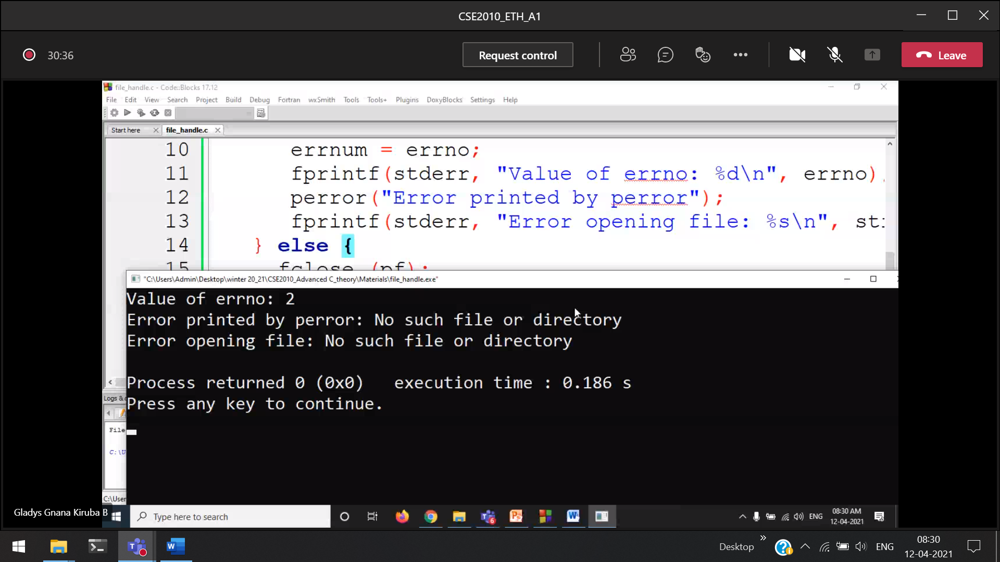 CSE2010_ETH_A1
30:36
Request control
Leave
file_handle.c - Code::Blocks 17.12
File Edit View Search Project Build Debug Fortran wxSmith Tools Tools+ Plugins DoxyBlocks Settings Help
Start here
file_handle.c
10 errnum = errno;
11 fprintf(stderr, "Value of errno: %d\n", errno)
12 perror("Error printed by perror");
13 fprintf(stderr, "Error opening file: %s\n",
14 } else {
15 fclose (pf);
"C:\Users\Admin\Desktop\winter 20_21\CSE2010_Advanced C_theory\Materials\file_handle.exe"
Value of errno: 2
Error printed by perror: No such file or directory
Error opening file: No such file or directory
Process returned 0 (0x0) execution time : 0.186 s
Press any key to continue.
Logs &
File
C:\U
C:\User
Gladys Gnana Kiruba B
Type here to search
6
ENG
08:30 AM
12-04-2021
Desktop
ENG
08:30
12-04-2021